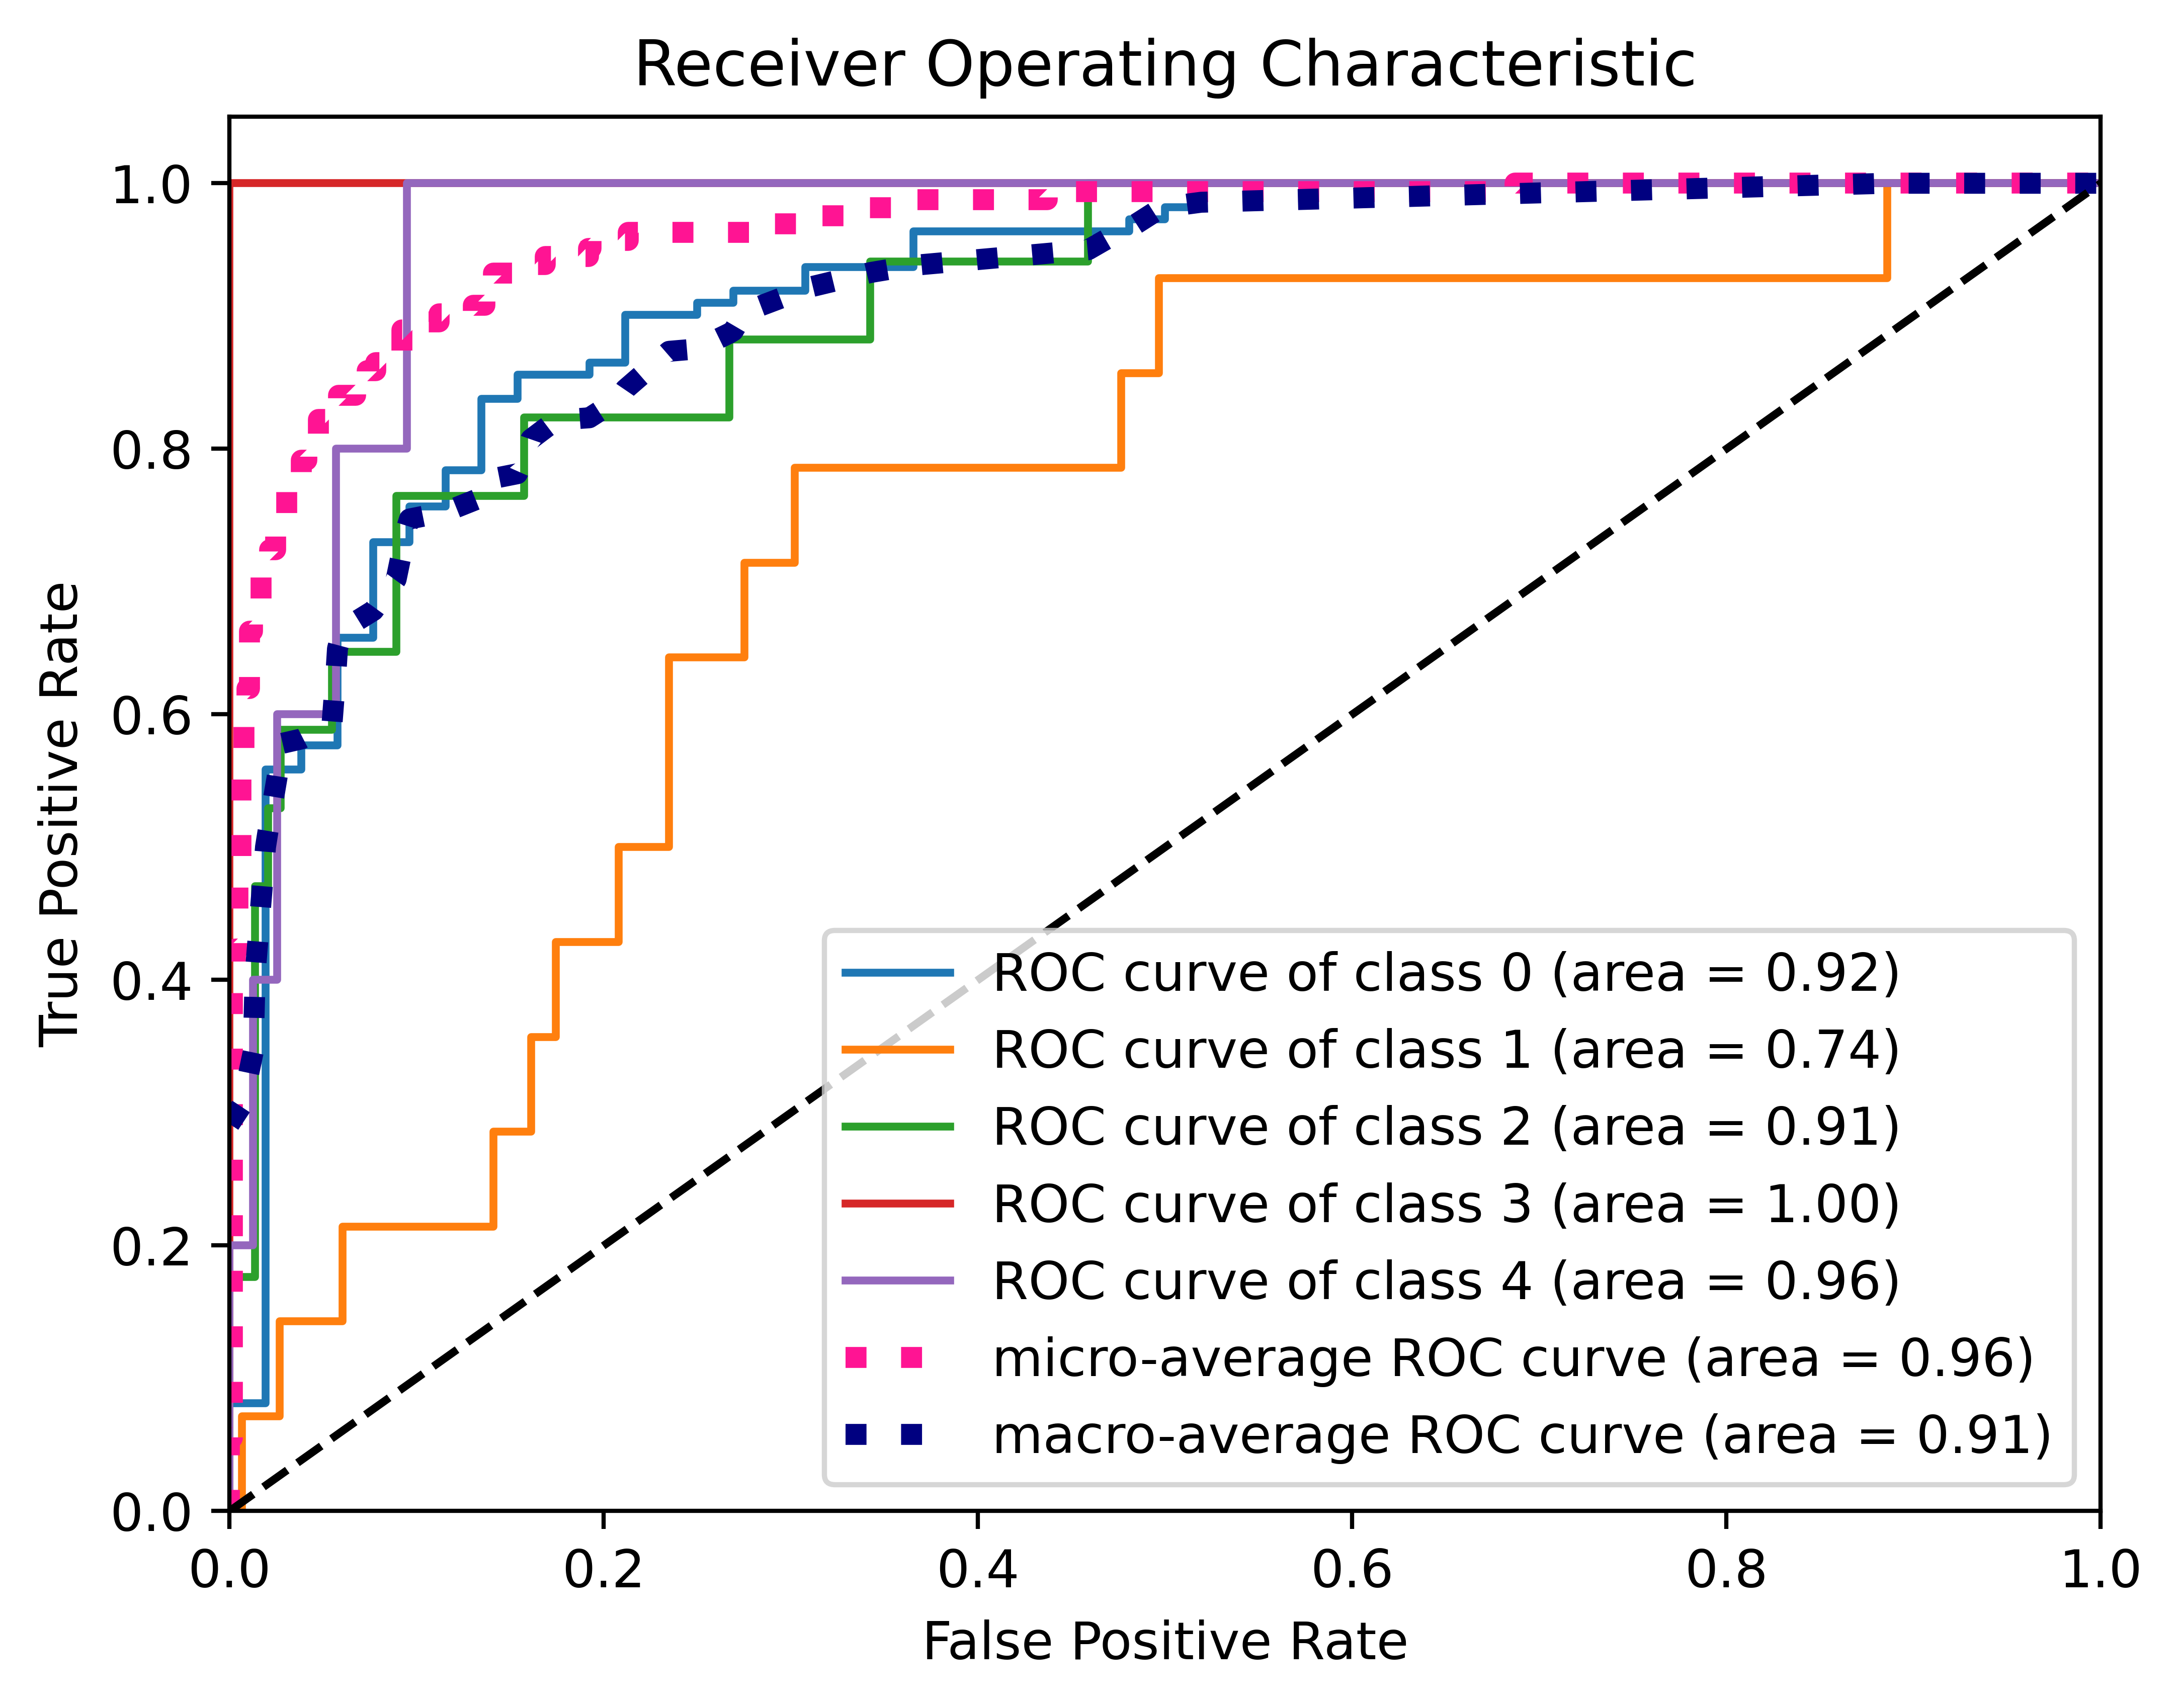 Receiver Operating Characteristic
True Positive Rate
1.0
0.8
0.6
0.4
0.2
0.0
ROC curve of class 0 (area = 0.92)
ROC curve of class 1 (area = 0.74)
ROC curve of class 2 (area = 0.91)
ROC curve of class 3 (area = 1.00)
ROC curve of class 4 (area = 0.96)
micro-average ROC curve (area = 0.96)
macro-average ROC curve (area = 0.91)
0.0 0.2 0.4 0.6 0.8 1.0
False Positive Rate